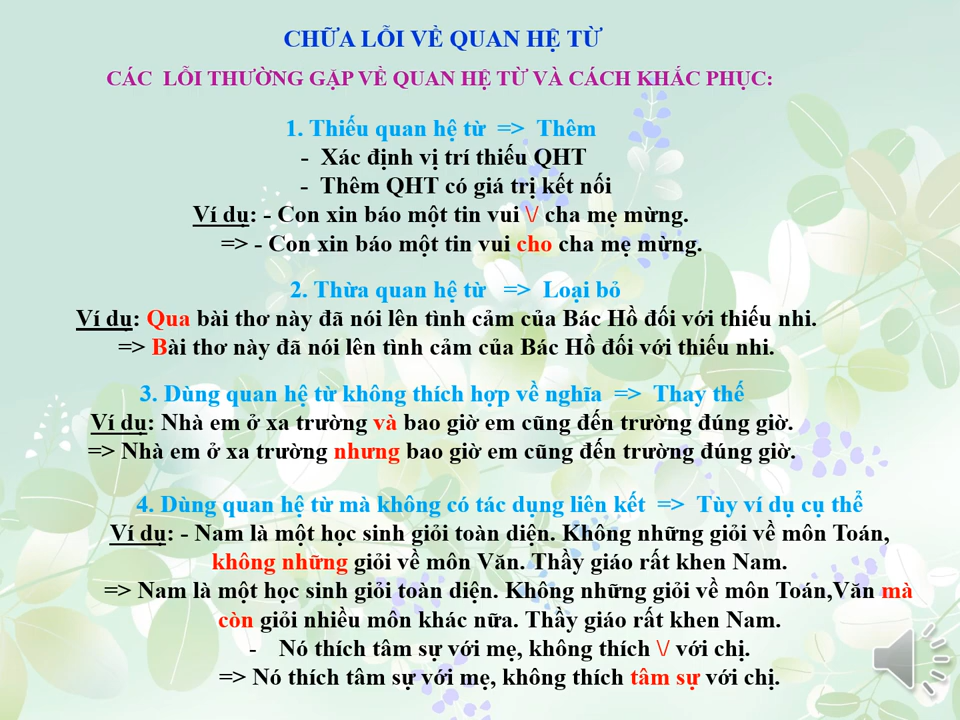 CHỮA LỖI VỀ QUAN HỆ TỪ
CÁC LỖI THƯỜNG GẶP VỀ QUAN HỆ TỪ VÀ CÁCH KHẮC PHỤC:
1. Thiếu quan hệ từ => Thêm
- Xác định vị trí thiếu QHT
- Thêm QHT có giá trị kết nối
Ví dụ: - Con xin báo một tin vui \/ cha mẹ mừng.
=> - Con xin báo một tin vui cho cha mẹ mừng.
2. Thừa quan hệ từ => Loại bỏ
Ví dụ: Qua bài thơ này đã nói lên tình cảm của Bác Hồ đối với thiếu nhi.
=> Bài thơ này đã nói lên tình cảm của Bác Hồ đối với thiếu nhi.
3. Dùng quan hệ từ không thích hợp về nghĩa => Thay thế
Ví dụ: Nhà em ở xa trường và bao giờ em cũng đến trường đúng giờ.
=> Nhà em ở xa trường nhưng bao giờ em cũng đến trường đúng giờ.
4. Dùng quan hệ từ mà không có tác dụng liên kết => Tùy ví dụ cụ thể
Ví dụ: - Nam là một học sinh giỏi toàn diện. Không những giỏi về môn Toán,
không những giỏi về môn Văn. Thầy giáo rất khen Nam.
=> Nam là một học sinh giỏi toàn diện. Không những giỏi về môn Toán,Văn mà
còn giỏi nhiều môn khác nữa. Thầy giáo rất khen Nam.
- Nó thích tâm sự với mẹ, không thích \/ với chị.
=> Nó thích tâm sự với mẹ, không thích tâm sự với chị.